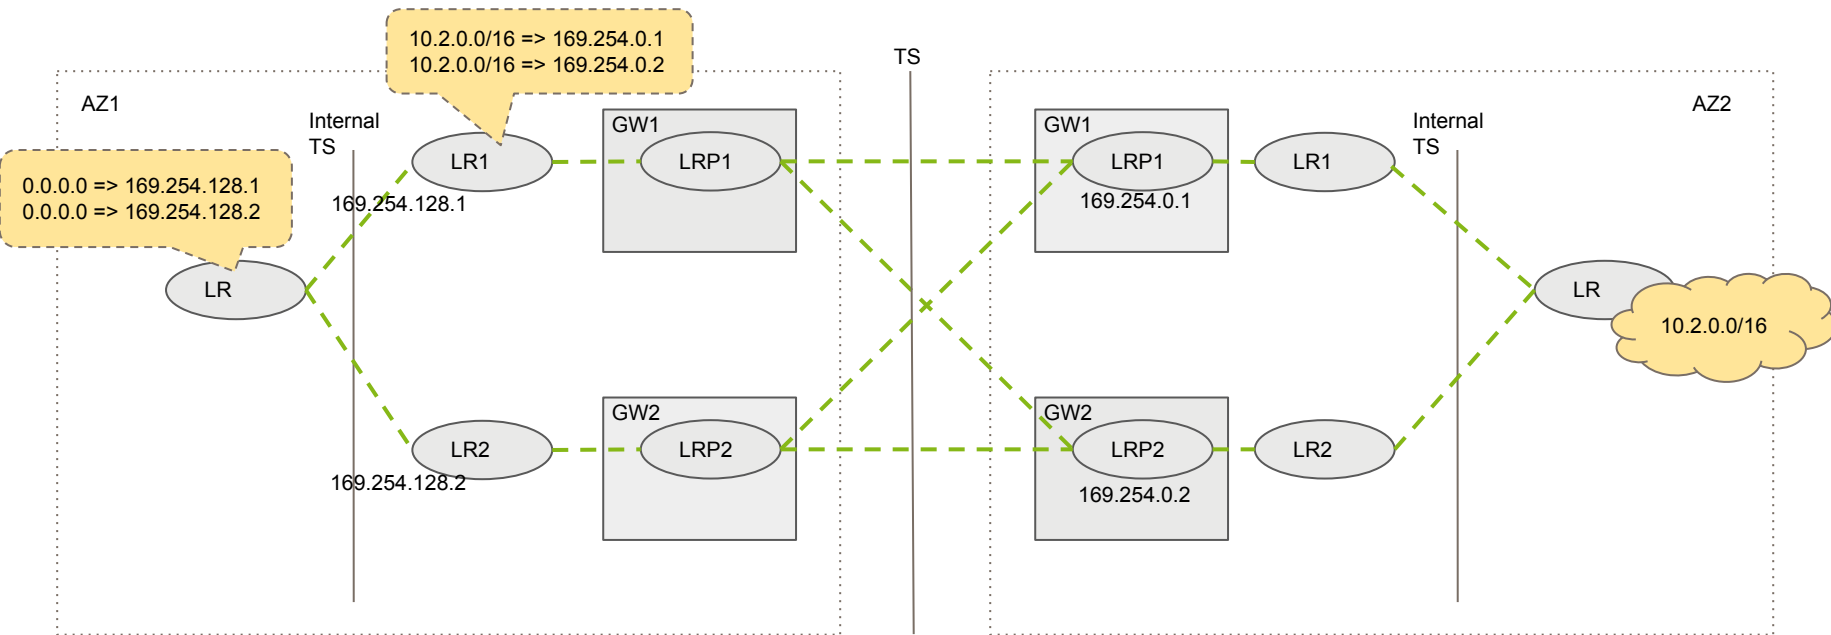 10.2.0.0/16 => 169.254.0.1
10.2.0.0/16 => 169.254.0.2
TS
AZ1
AZ2
Internal
TS
GW1
GW1
Internal
TS
LR1
LRP1
LRP1
LR1
0.0.0.0 => 169.254.128.1
0.0.0.0 => 169.254.128.2
169.254.128.1
169.254.0.1
LR
LR
10.2.0.0/16
GW2
GW2
LR2
LRP2
LRP2
LR2
169.254.128.2
169.254.0.2